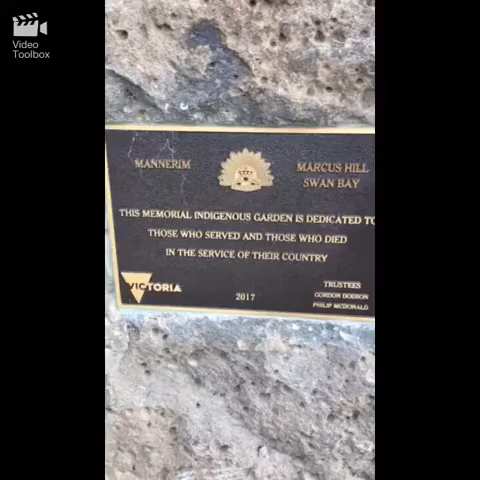 Video
Toolbox
MANNERIM
MARCUS HILL
SWAN BAY
THIS MEMORIAL INDIGENOUS GARDEN IS DEDICATED TO
THOSE WHO SERVED AND THOSE WHO DIED
IN THE SERVICE OF THEIR COUNTRY
VICTORIA
2017
TRUSTEES
GORDON DODSON
PHILIP MCDONALD